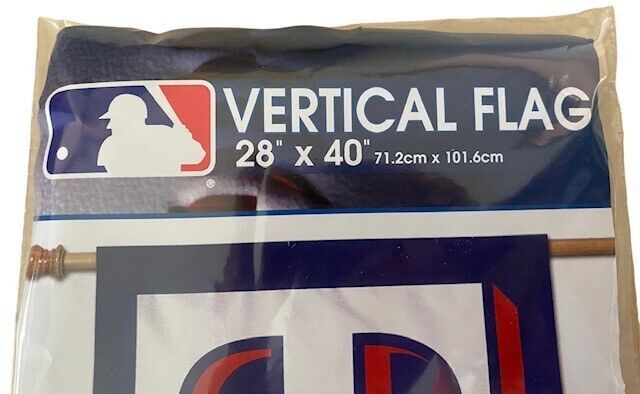 VERTICAL FLAG
28" x 40" 71.2cm x 101.6cm
®